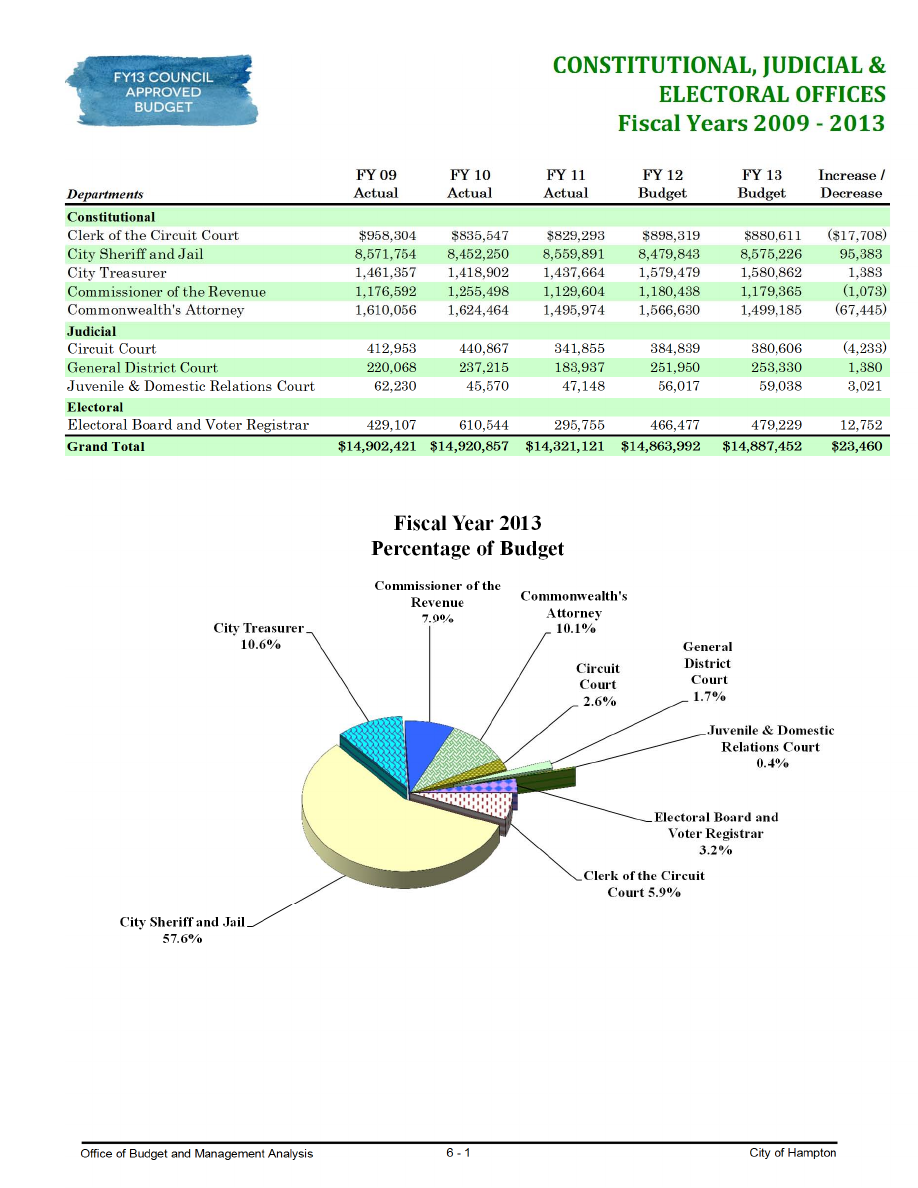 FY13 COUNCIL
APPROVED
BUDGET
CONSTITUTIONAL, JUDICIAL &
ELECTORAL OFFICES
Fiscal Years 2009 - 2013
FY 09 FY 10 FY 11 FY 12 FY 13 Increase /
Departments Actual Actual Actual Budget Budget Decrease
Constitutional
Clerk of the Circuit Court $958,304 $835,547 $829,293 $898,319 $880,611 ($17,708)
City Sheriff and Jail 8,571,754 8,452,250 8,559,891 8,479,843 8,575,226 95,383
City Treasurer 1,461,357 1,418,902 1,437,664 1,579,479 1,580,862 1,383
Commissioner of the Revenue 1,176,592 1,255,498 1,129,604 1,180,438 1,179,365 (1,073)
Commonwealth's Attorney 1,610,056 1,624,464 1,495,974 1,566,630 1,499,185 (67,445)
Judicial
Circuit Court 412,953 440,867 341,855 384,839 380,606 (4,233)
General District Court 220,068 237,215 183,937 251,950 253,330 1,380
Juvenile & Domestic Relations Court 62,230 45,570 47,148 56,017 59,038 3,021
Electoral
Electoral Board and Voter Registrar 429,107 610,544 295,755 466,477 479,229 12,752
Grand Total $14,902,421 $14,920,857 $14,321,121 $14,863,992 $14,887,452 $23,460
Fiscal Year 2013
Percentage of Budget
Commissioner of the
Revenue
7.9%
Commonwealth's
Attorney
10.1%
City Treasurer
10.6%
General
District
Court
1.7%
Circuit
Court
2.6%
Juvenile & Domestic
Relations Court
0.4%
Electoral Board and
Voter Registrar
3.2%
Clerk of the Circuit
Court 5.9%
City Sheriff and Jail
57.6%
Office of Budget and Management Analysis 6 - 1 City of Hampton